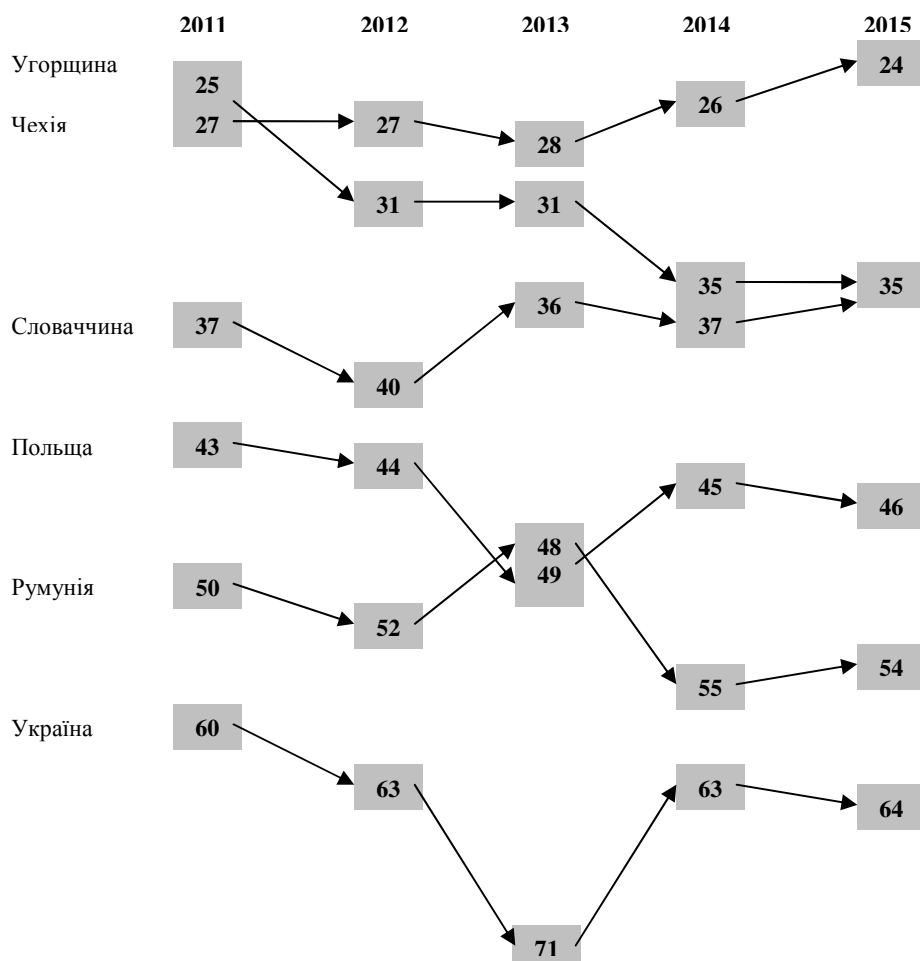 2011 2012 2013 2014 2015
Угорщина 24
25 26
Чехія 27 27 28
31 31
35 35
Словаччина 37 36 37
40
Польща 43 44 45 46
48
49
Румунія 50 52
55 54
Україна 60
63 63 64
71